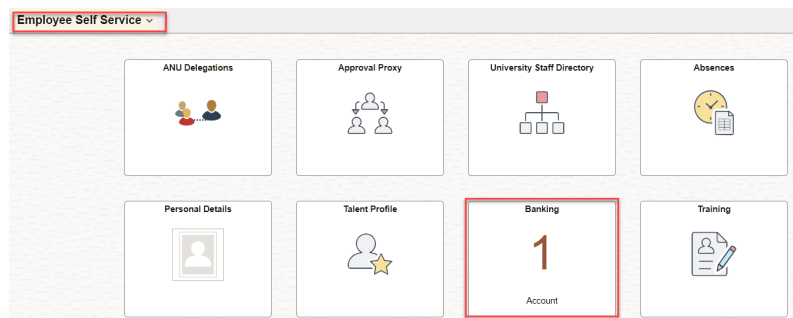 Employee Self Service
ANU Delegations
Approval Proxy
University Staff Directory
Absences
Personal Details
Talent Profile
Banking
1
Account
Training